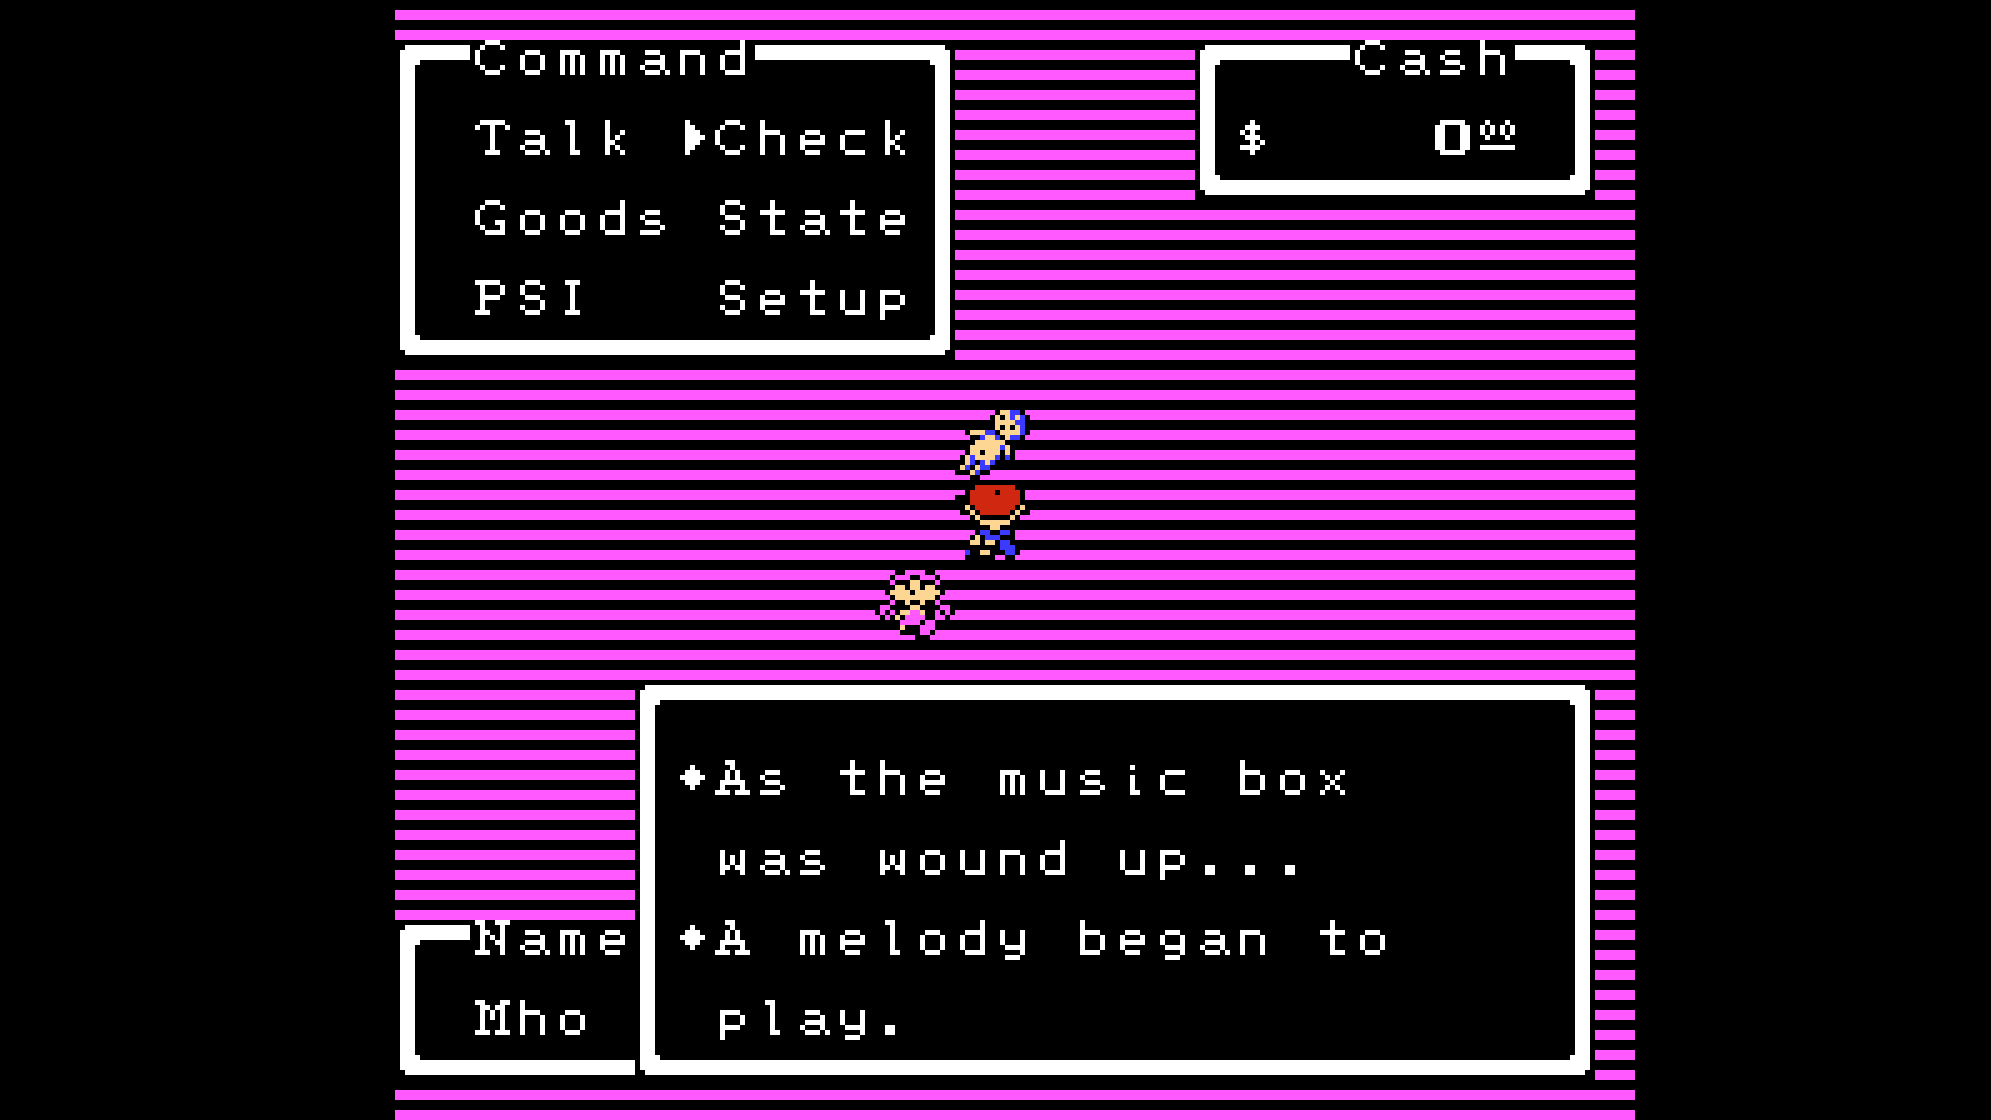 Command
Talk ▶Check
Goods State
PSI Setup
Cash
$ 0.00
◆As the music box
was wound up...
◆A melody began to
play.
Name
Mho